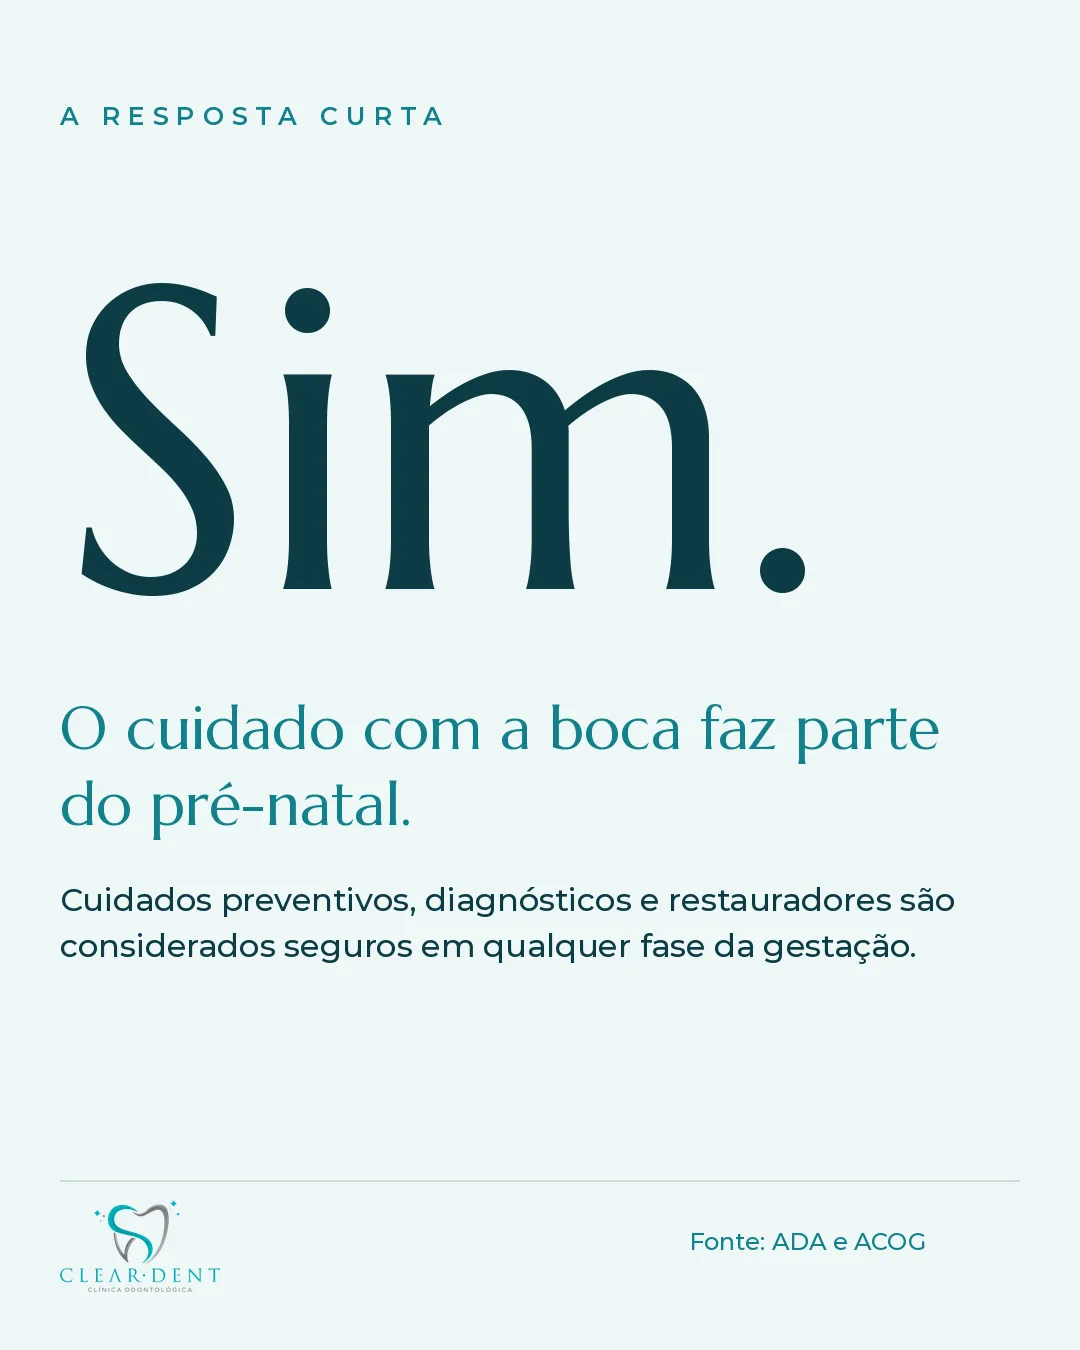 A RESPOSTA CURTA
Sim.
O cuidado com a boca faz parte
do pré-natal.
Cuidados preventivos, diagnósticos e restauradores são
considerados seguros em qualquer fase da gestação.
CLEAR·DENT
CLÍNICA ODONTOLÓGICA
Fonte: ADA e ACOG